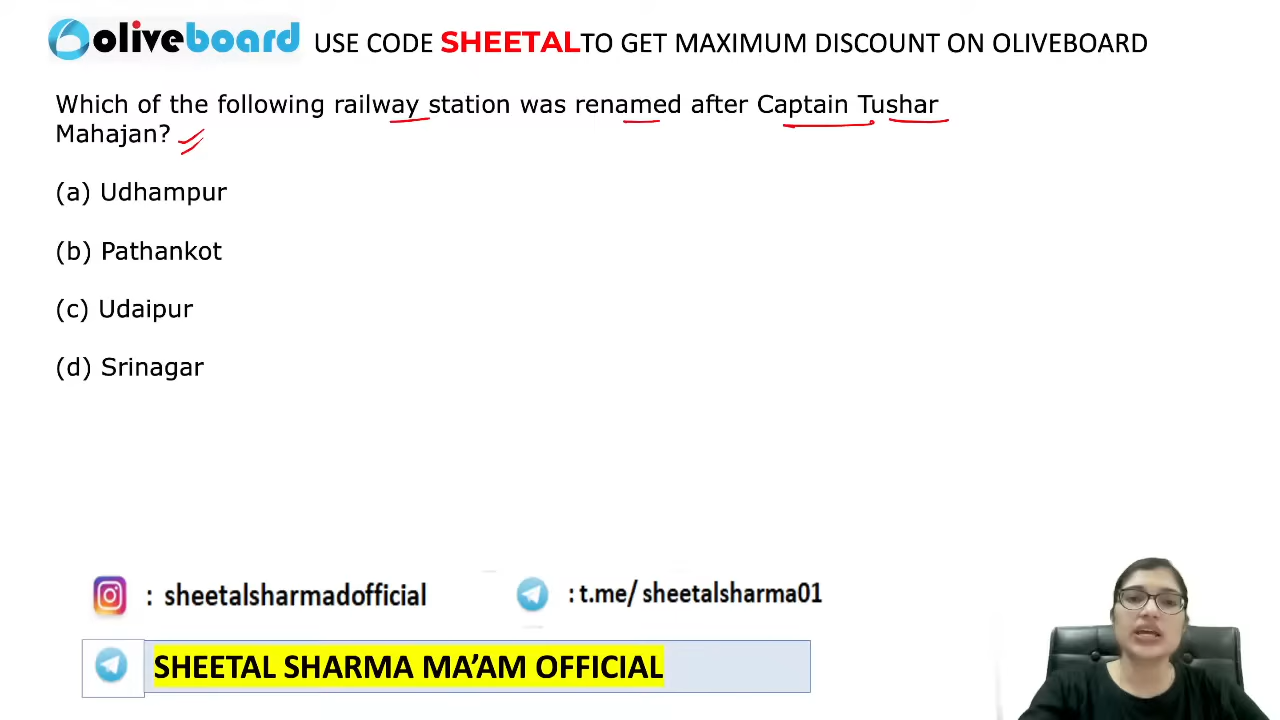 oliveboard USE CODE SHEETAL TO GET MAXIMUM DISCOUNT ON OLIVEBOARD
Which of the following railway station was renamed after Captain Tushar
Mahajan?
(a) Udhampur
(b) Pathankot
(c) Udaipur
(d) Srinagar
: sheetalsharmadofficial : t.me/ sheetalsharma01
SHEETAL SHARMA MA’AM OFFICIAL